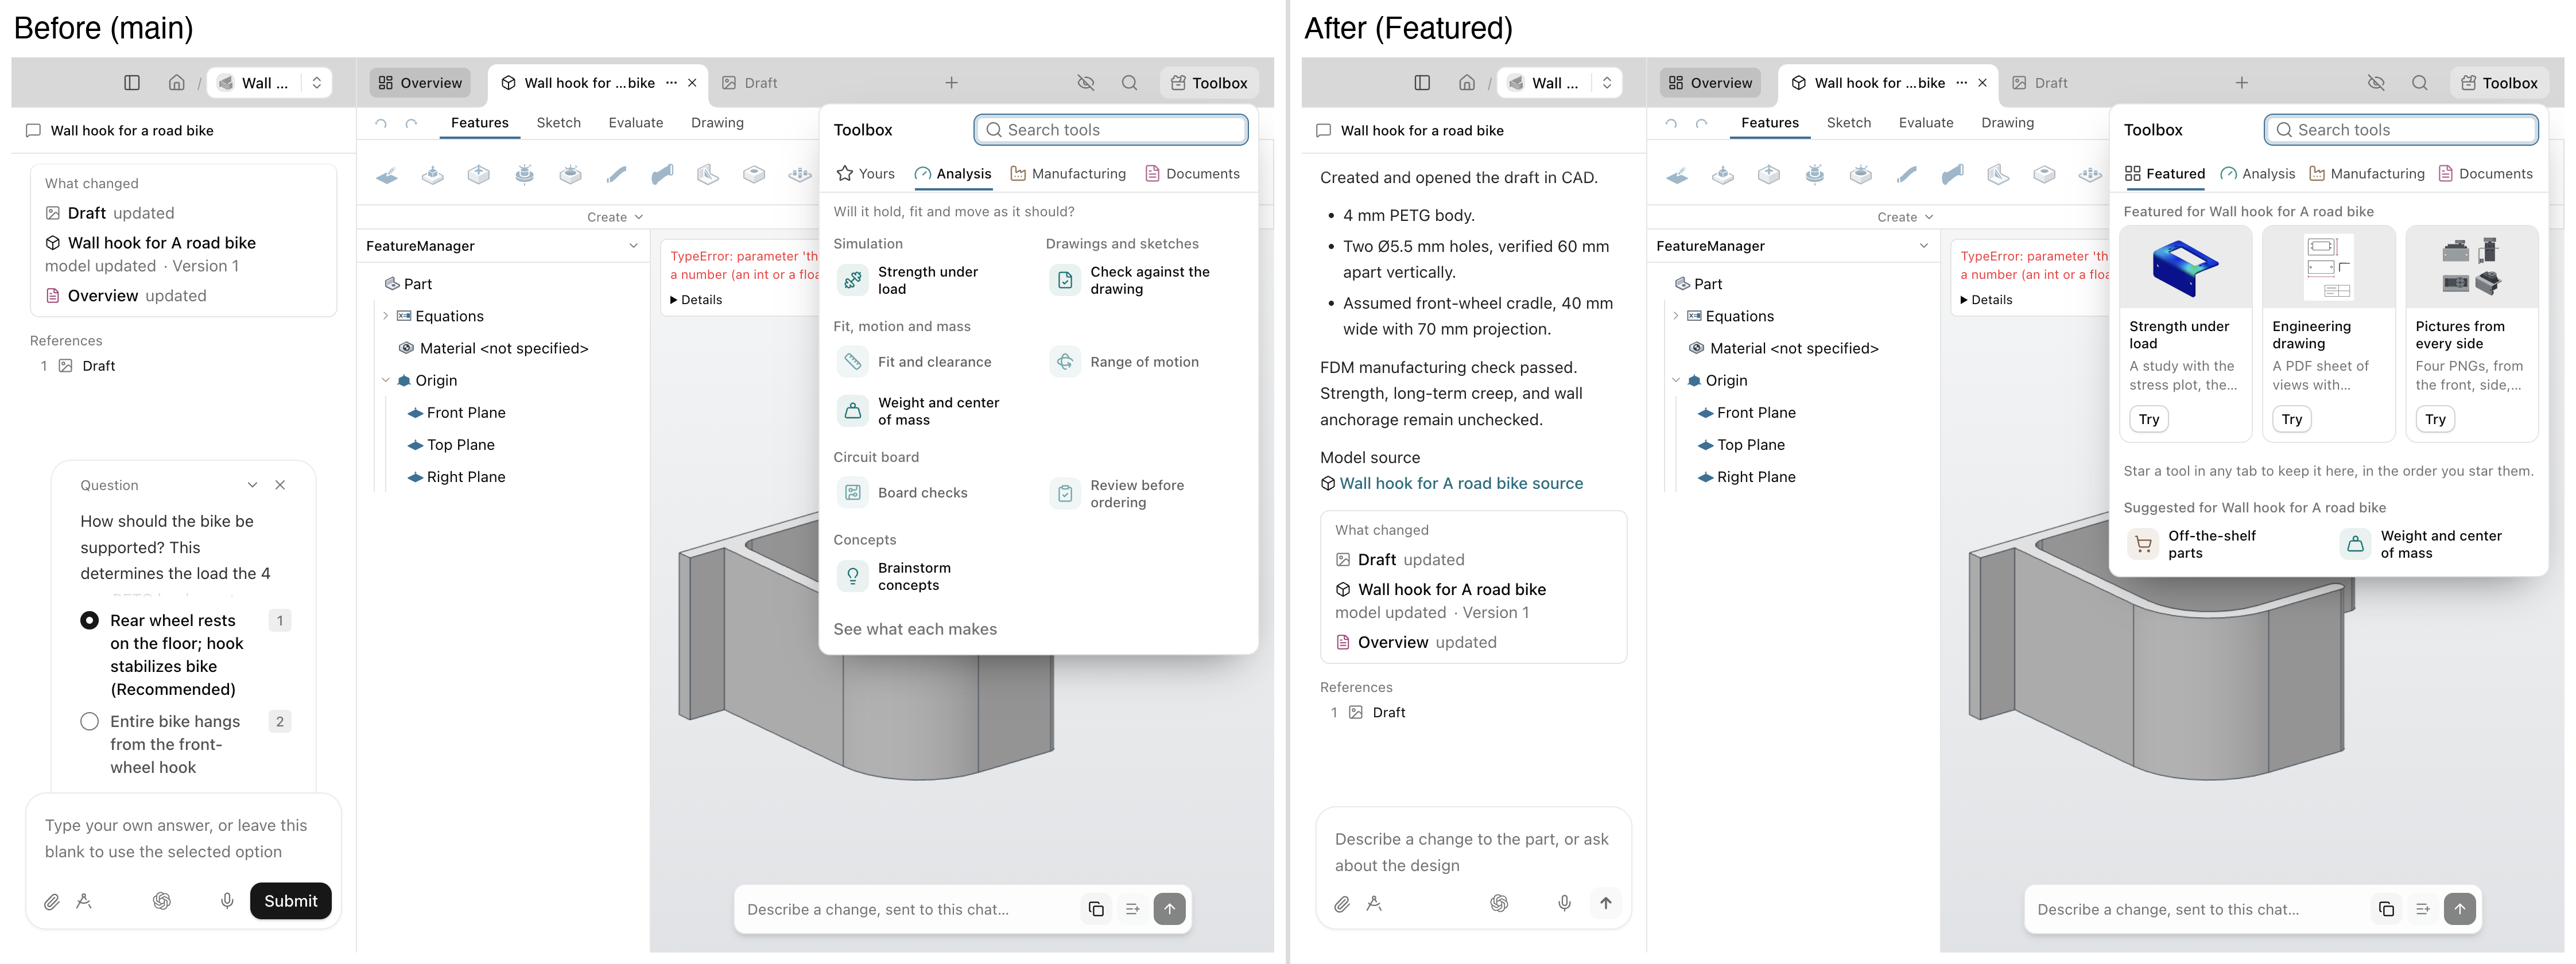 Before (main)
Wall ...
Overview
Wall hook for ...bike
Draft
Toolbox
Wall hook for a road bike
What changed
Draft updated
Wall hook for A road bike
model updated · Version 1
Overview updated
References
1 Draft
Question
How should the bike be
supported? This
determines the load the 4
Rear wheel rests
on the floor; hook
stabilizes bike
(Recommended)
1
Entire bike hangs
from the front-
wheel hook
2
Type your own answer, or leave this
blank to use the selected option
Submit
Features
Sketch
Evaluate
Drawing
Create
FeatureManager
Part
Equations
Material <not specified>
Origin
Front Plane
Top Plane
Right Plane
TypeError: parameter 'th
a number (an int or a floa
Details
Toolbox
Search tools
Yours
Analysis
Manufacturing
Documents
Will it hold, fit and move as it should?
Simulation
Drawings and sketches
Strength under
load
Check against the
drawing
Fit, motion and mass
Fit and clearance
Range of motion
Weight and center
of mass
Circuit board
Board checks
Review before
ordering
Concepts
Brainstorm
concepts
See what each makes
Describe a change, sent to this chat...
After (Featured)
Wall ...
Overview
Wall hook for ...bike
Draft
Toolbox
Wall hook for a road bike
Created and opened the draft in CAD.
• 4 mm PETG body.
• Two Ø5.5 mm holes, verified 60 mm
apart vertically.
• Assumed front-wheel cradle, 40 mm
wide with 70 mm projection.
FDM manufacturing check passed.
Strength, long-term creep, and wall
anchorage remain unchecked.
Model source
Wall hook for A road bike source
What changed
Draft updated
Wall hook for A road bike
model updated · Version 1
Overview updated
References
1 Draft
Describe a change to the part, or ask
about the design
Features
Sketch
Evaluate
Drawing
Create
FeatureManager
Part
Equations
Material <not specified>
Origin
Front Plane
Top Plane
Right Plane
TypeError: parameter 'th
a number (an int or a floa
Details
Toolbox
Search tools
Featured
Analysis
Manufacturing
Documents
Featured for Wall hook for A road bike
Strength under
load
A study with the
stress plot, the...
Try
Engineering
drawing
A PDF sheet of
views with...
Try
Pictures from
every side
Four PNGs, from
the front, side,...
Try
Star a tool in any tab to keep it here, in the order you star them.
Suggested for Wall hook for A road bike
Off-the-shelf
parts
Weight and center
of mass
Describe a change, sent to this chat...